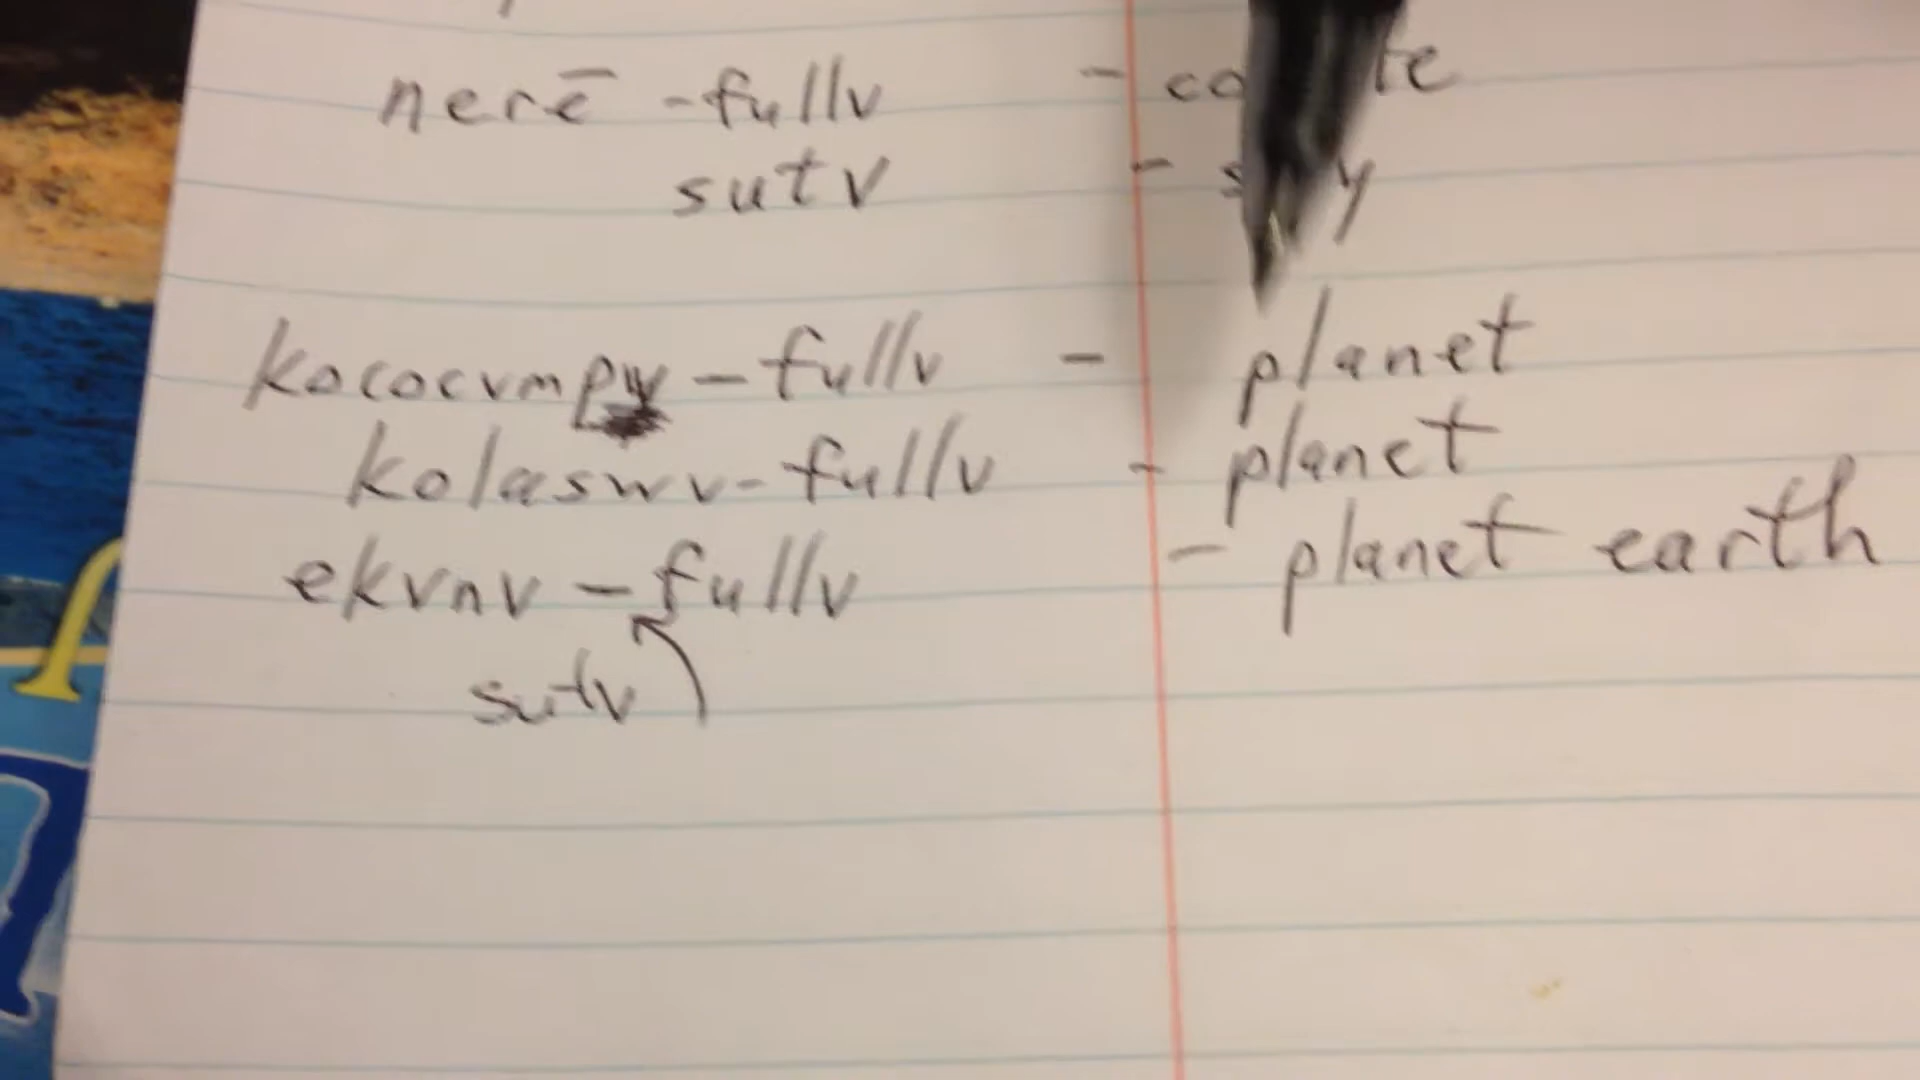 nerē -fullv -
sutv -
kococvmpv - fullv - planet
kolaswv - fullv - planet
ekvnv - fullv - planet earth
sutv